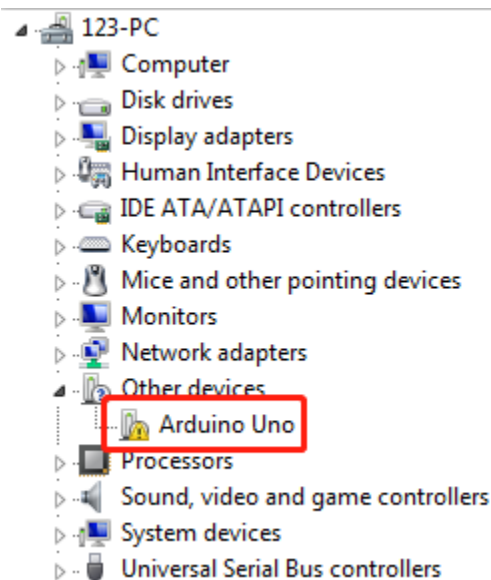 123-PC
Computer
Disk drives
Display adapters
Human Interface Devices
IDE ATA/ATAPI controllers
Keyboards
Mice and other pointing devices
Monitors
Network adapters
Other devices
Arduino Uno
Processors
Sound, video and game controllers
System devices
Universal Serial Bus controllers